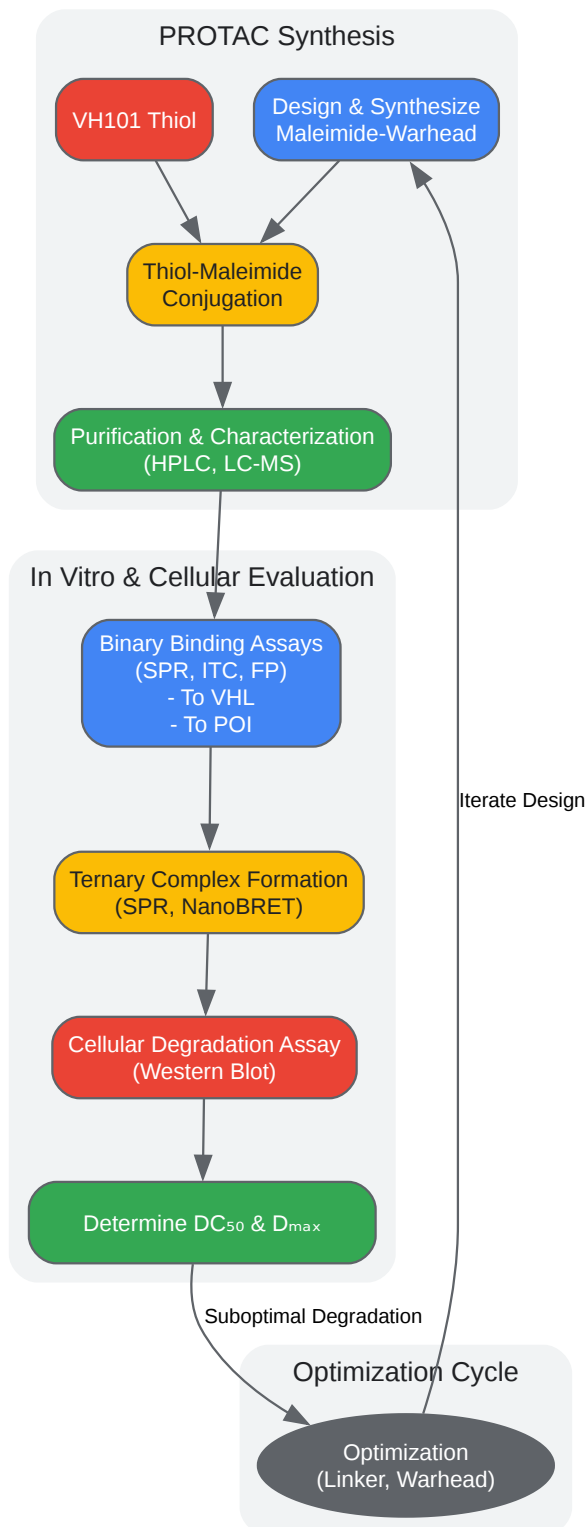 PROTAC Synthesis
VH101 Thiol
Design & Synthesize
Maleimide-Warhead
Thiol-Maleimide
Conjugation
Purification & Characterization
(HPLC, LC-MS)
In Vitro & Cellular Evaluation
Binary Binding Assays
(SPR, ITC, FP)
- To VHL
- To POI
Iterate Design
Ternary Complex Formation
(SPR, NanoBRET)
Cellular Degradation Assay
(Western Blot)
Determine DC₅₀ & Dₘₐₓ
Suboptimal Degradation
Optimization Cycle
Optimization
(Linker, Warhead)